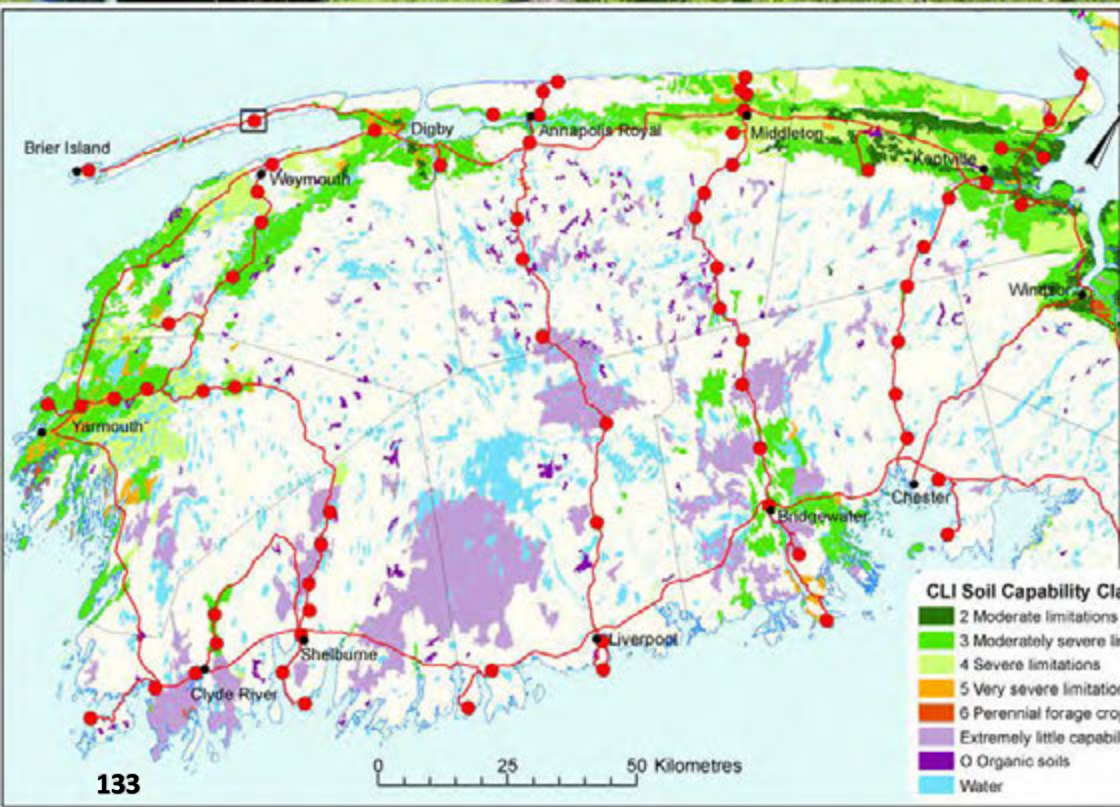 Brier Island
Weymouth
Digby
Annapolis Royal
Middleton
Kentville
Windsor
Yarmouth
Chester
Bridgewater
Liverpool
Shelburne
Clyde River
CLI Soil Capability Cla
2 Moderate limitations
3 Moderately severe li
4 Severe limitations
5 Very severe limitatio
6 Perennial forage cro
Extremely little capabil
O Organic soils
Water
0 25 50 Kilometres
133